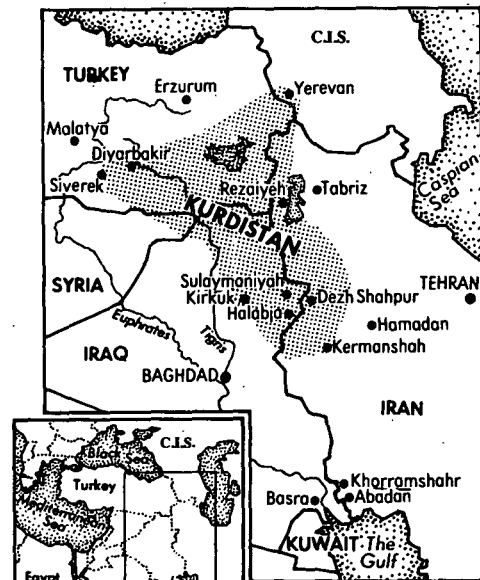 C.I.S.
TURKEY
Erzurum
Yerevan
Malatya
Diyarbakir
Siverek
Rezaiyeh
Tabriz
Caspian
Sea
KURDISTAN
SYRIA
Sulaymaniyah
Kirkuk
Halabja
Dezh Shahpur
TEHRAN
Hamadan
Kermanshah
Euphrates
Tigris
IRAQ
BAGHDAD
IRAN
Khorramshahr
Basra
Abadan
KUWAIT
The
Gulf
C.I.S.
Black Sea
Turkey
Mediterranean
Sea
Egypt